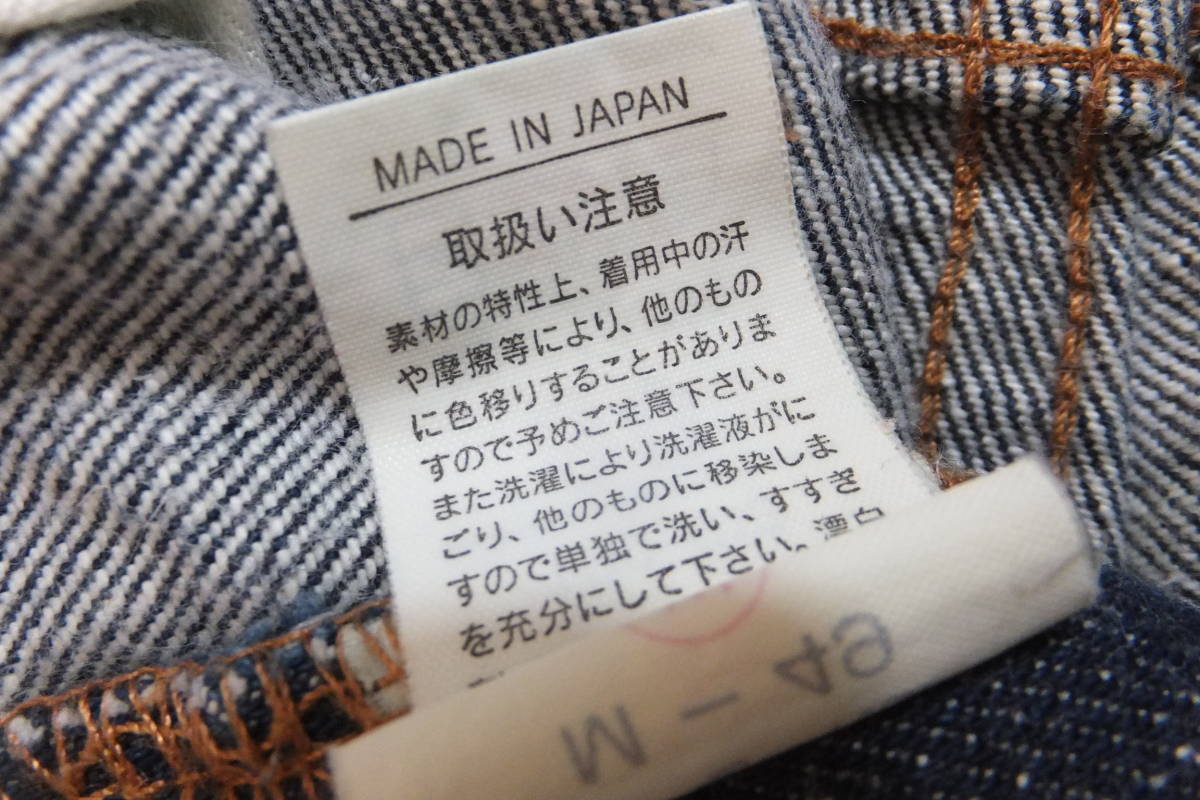 MADE IN JAPAN
取扱い注意
素材の特性上、着用中の汗
や摩擦等により、他のもの
に色移りすることがありま
すので予めご注意下さい。
また洗濯により洗濯液がに
ごり、他のものに移染しま
すので単独で洗い、すすぎ
を充分にして下さい。漂白
M-49